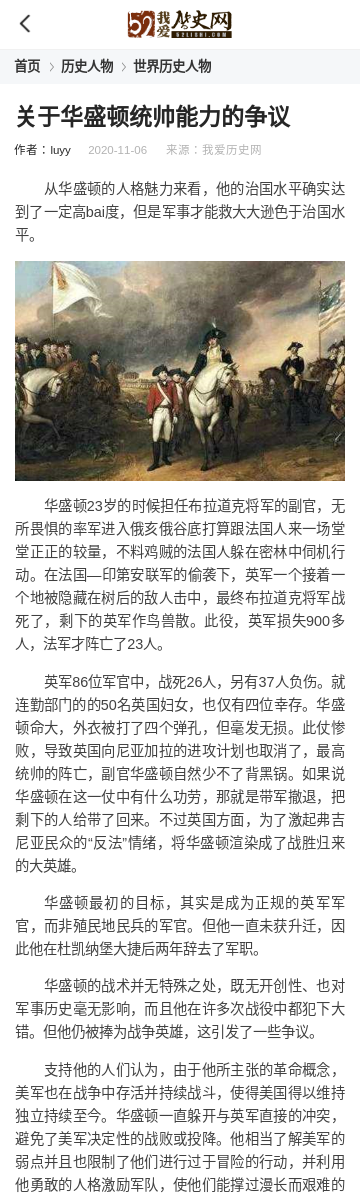 我爱历史网
52LISHI.COM
首页 > 历史人物 > 世界历史人物
关于华盛顿统帅能力的争议
作者：luyy 2020-11-06 来源：我爱历史网
从华盛顿的人格魅力来看，他的治国水平确实达
到了一定高bai度，但是军事才能救大大逊色于治国水
平。
华盛顿23岁的时候担任布拉道克将军的副官，无
所畏惧的率军进入俄亥俄谷底打算跟法国人来一场堂
堂正正的较量，不料鸡贼的法国人躲在密林中伺机行
动。在法国—印第安联军的偷袭下，英军一个接着一
个地被隐藏在树后的敌人击中，最终布拉道克将军战
死了，剩下的英军作鸟兽散。此役，英军损失900多
人，法军才阵亡了23人。
英军86位军官中，战死26人，另有37人负伤。就
连勤部门的的50名英国妇女，也仅有四位幸存。华盛
顿命大，外衣被打了四个弹孔，但毫发无损。此仗惨
败，导致英国向尼亚加拉的进攻计划也取消了，最高
统帅的阵亡，副官华盛顿自然少不了背黑锅。如果说
华盛顿在这一仗中有什么功劳，那就是带军撤退，把
剩下的人给带了回来。不过英国方面，为了激起弗吉
尼亚民众的“反法”情绪，将华盛顿渲染成了战胜归来
的大英雄。
华盛顿最初的目标，其实是成为正规的英军军
官，而非殖民地民兵的军官。但他一直未获升迁，因
此他在杜凯纳堡大捷后两年辞去了军职。
华盛顿的战术并无特殊之处，既无开创性、也对
军事历史毫无影响，而且他在许多次战役中都犯下大
错。但他仍被捧为战争英雄，这引发了一些争议。
支持他的人们认为，由于他所主张的革命概念，
美军也在战争中存活并持续战斗，使得美国得以维持
独立持续至今。华盛顿一直躲开与英军直接的冲突，
避免了美军决定性的战败或投降。他相当了解美军的
弱点并且也限制了他们进行过于冒险的行动，并利用
他勇敢的人格激励军队，使他们能撑过漫长而艰难的